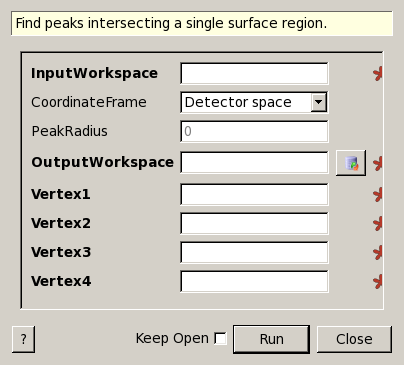 Find peaks intersecting a single surface region.
InputWorkspace
CoordinateFrame Detector space
PeakRadius 0
OutputWorkspace
Vertex1
Vertex2
Vertex3
Vertex4
? Keep Open Run Close